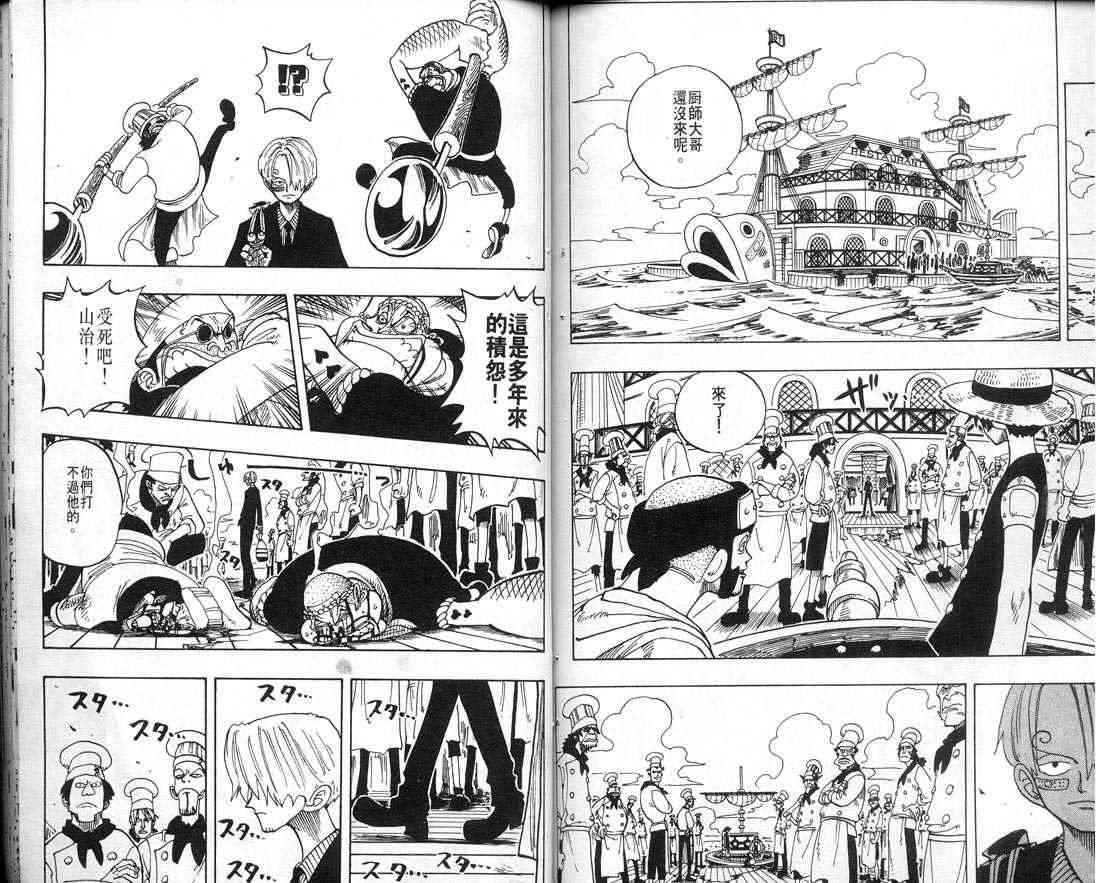 廚師大哥
還沒來呢。
RESTAURANT
BARATIE
來了!
ザッ
!?
這是多年來
的積怨!
受死吧!
山治!
你們打
不過他的。
スタ
スタ…
スタ…
スタ…
スタ…
スタ…
スタ…
スタ…
スタ…